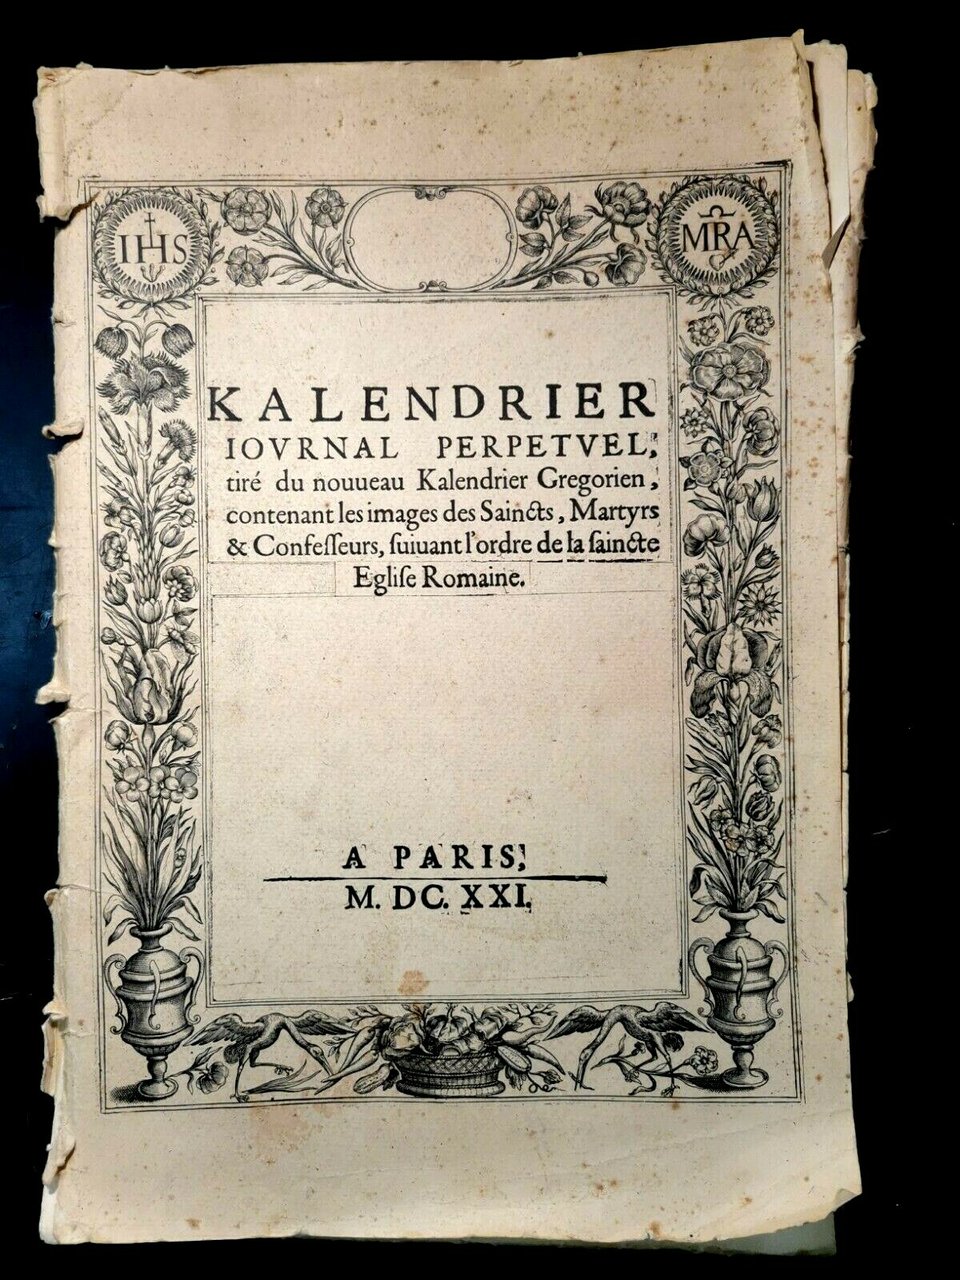 IHS
MRA
KALENDRIER
IOVRNAL PERPETVEL,
tiré du nouueau Kalendrier Gregorien,
contenant les images des Saincts, Martyrs
& Confeſſeurs, ſuiuant l'ordre de la ſaincte
Egliſe Romaine.
A PARIS,
M. DC. XXI.